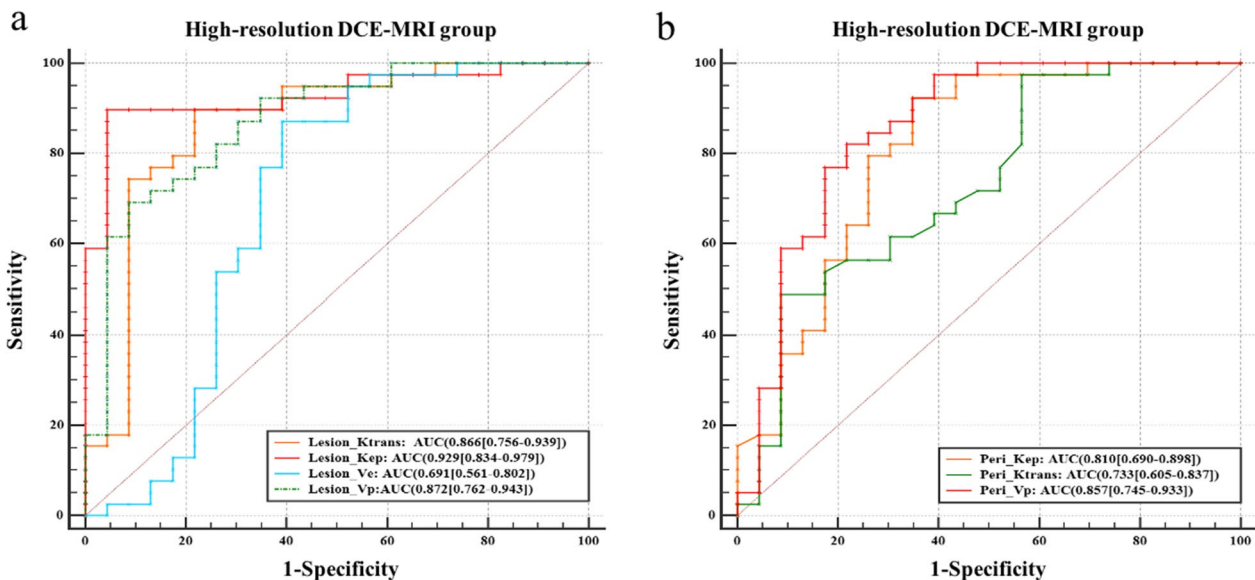 a
High-resolution DCE-MRI group
100
80
60
40
20
0
Sensitivity
Lesion_Ktrans: AUC(0.866[0.756-0.939])
Lesion_Kep: AUC(0.929[0.834-0.979])
Lesion_Ve: AUC(0.691[0.561-0.802])
Lesion_Vp:AUC(0.872[0.762-0.943])
0 20 40 60 80 100
1-Specificity
b
High-resolution DCE-MRI group
100
80
60
40
20
0
Sensitivity
Peri_Kep: AUC(0.810[0.690-0.898])
Peri_Ktrans: AUC(0.733[0.605-0.837])
Peri_Vp: AUC(0.857[0.745-0.933])
0 20 40 60 80 100
1-Specificity